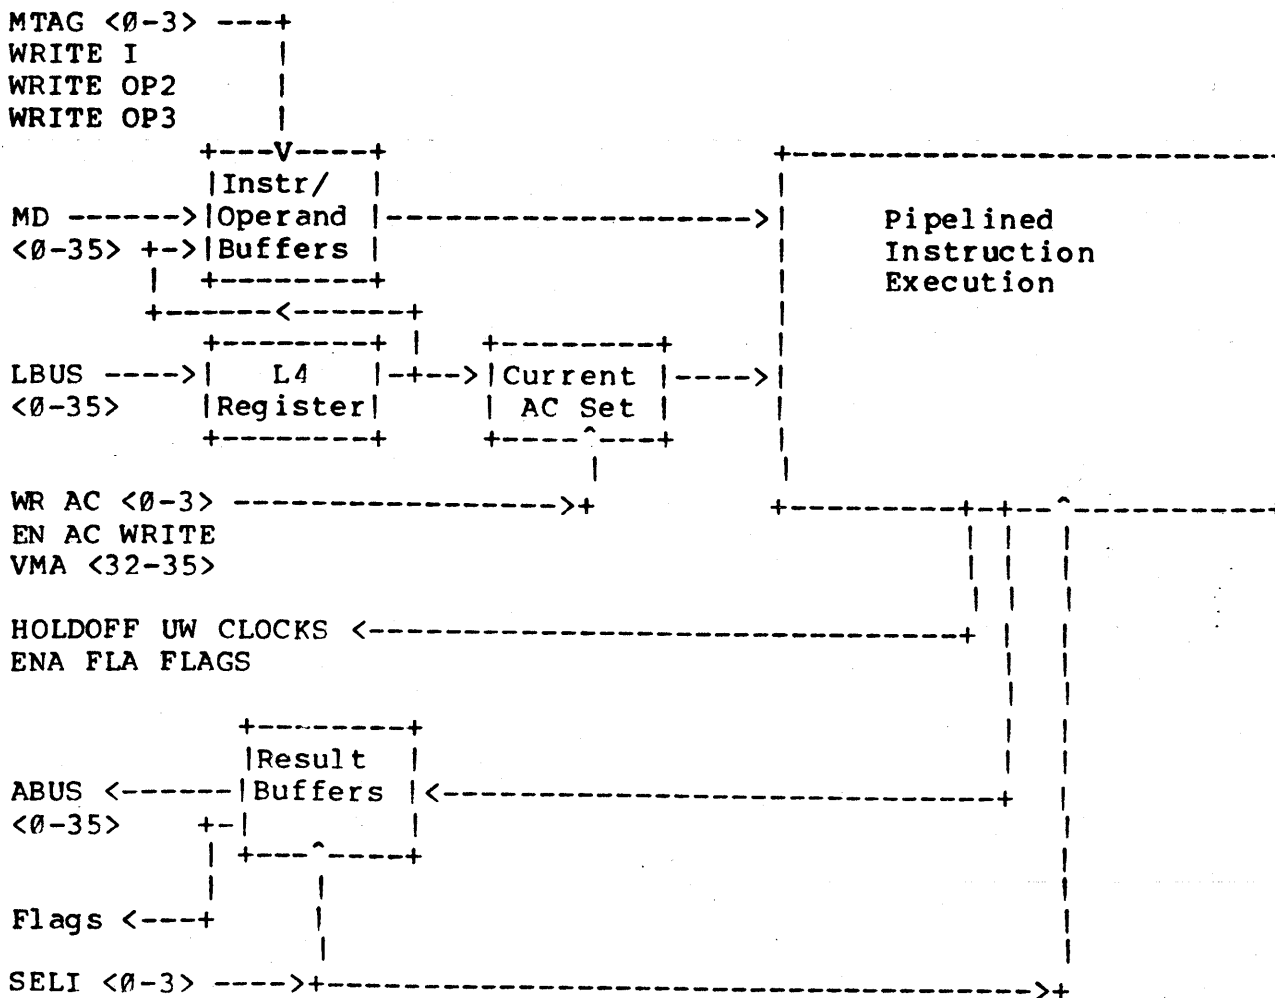 MTAG <0-3> ---+
WRITE I       |
WRITE OP2     |
WRITE OP3     |
           +---V----+                      +---------------------------
           |Instr/  |                      |
MD ------>|Operand |-------------------->|     Pipelined
<0-35> +->|Buffers |                      |     Instruction
        |  +--------+                      |     Execution
        +------<------+                    |
           +--------+ |   +---------+      |
LBUS ---->|   L4   |-+-->|Current |---->|
<0-35>    |Register|     | AC Set |     |
           +--------+     +-----^---+      |
                                |          |
WR AC <0-3> ------------------>+          +---------+-+--^-----------
EN AC WRITE                                         | |  |
VMA <32-35>                                         | |  |
                                                    | |  |
HOLDOFF UW CLOCKS <---------------------------------+ |  |
ENA FLA FLAGS                                         |  |
                                                      |  |
             +---------+                              |  |
             |Result   |                              |  |
ABUS <------|Buffers |<-----------------------------+  |
<0-35>    +-|         |                                 |
          |  +---^-----+                                 |
          |      |                                       |
Flags <---+      |                                       |
                 |                                       |
SELI <0-3> ---->+------------------------------------->+